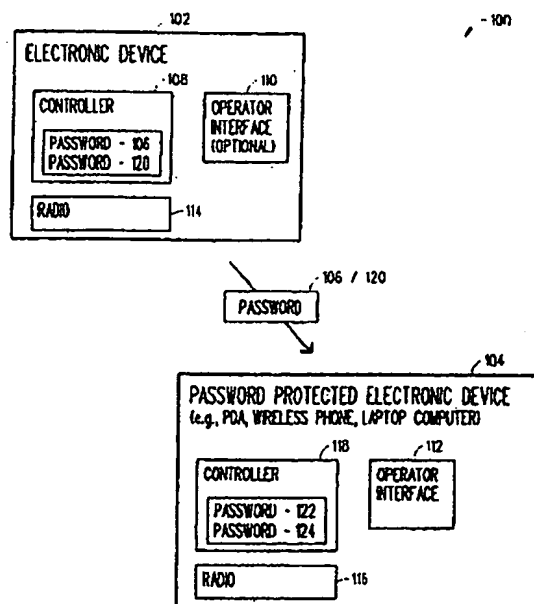 102
- 100
ELECTRONIC DEVICE
108
110
CONTROLLER
PASSWORD - 106
PASSWORD - 120
OPERATOR
INTERFACE
(OPTIONAL)
RADIO
114
106 / 120
PASSWORD
104
PASSWORD PROTECTED ELECTRONIC DEVICE
(e.g., PDA, WIRELESS PHONE, LAPTOP COMPUTER)
118
112
CONTROLLER
PASSWORD - 122
PASSWORD - 124
OPERATOR
INTERFACE
RADIO
116